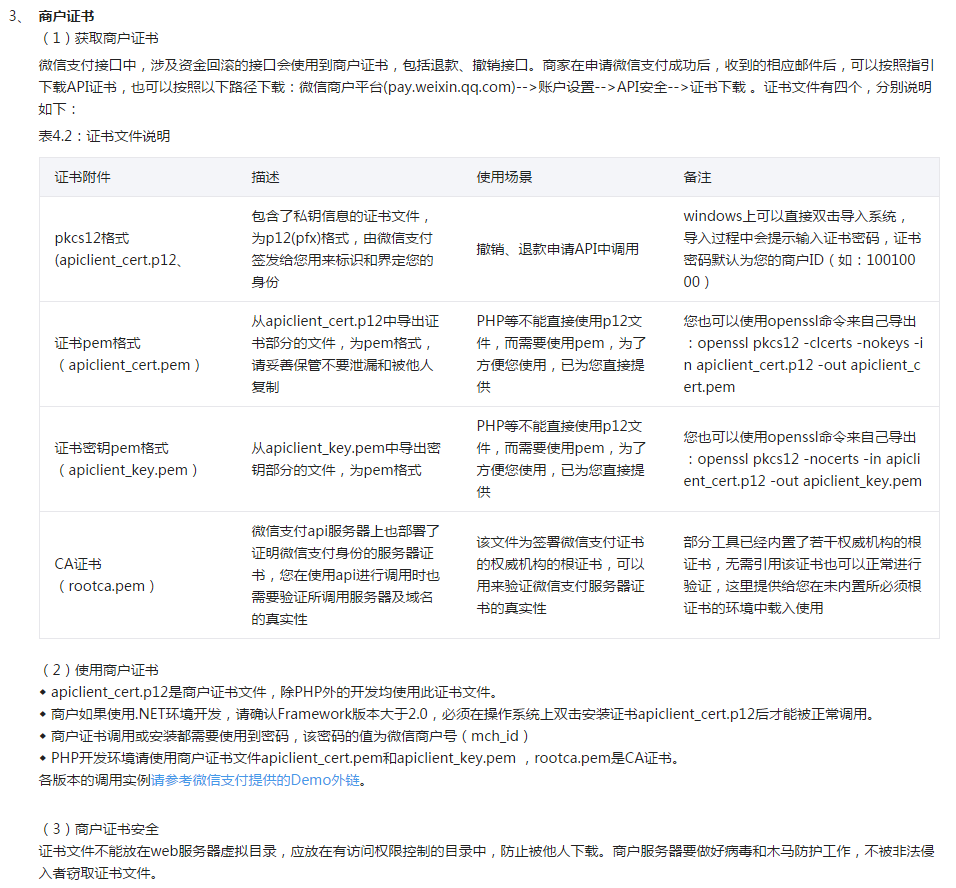 3、 商户证书
（1）获取商户证书
微信支付接口中，涉及资金回滚的接口会使用到商户证书，包括退款、撤销接口。商家在申请微信支付成功后，收到的相应邮件后，可以按照指引
下载API证书，也可以按照以下路径下载：微信商户平台(pay.weixin.qq.com)-->账户设置-->API安全-->证书下载 。证书文件有四个，分别说明
如下：
表4.2：证书文件说明
证书附件 描述 使用场景 备注
pkcs12格式
(apiclient_cert.p12、
包含了私钥信息的证书文件，
为p12(pfx)格式，由微信支付
签发给您用来标识和界定您的
身份
撤销、退款申请API中调用
windows上可以直接双击导入系统，
导入过程中会提示输入证书密码，证书
密码默认为您的商户ID（如：100100
00）
证书pem格式
（apiclient_cert.pem）
从apiclient_cert.p12中导出证
书部分的文件，为pem格式，
请妥善保管不要泄漏和被他人
复制
PHP等不能直接使用p12文
件，而需要使用pem，为了
方便您使用，已为您直接提
供
您也可以使用openssl命令来自己导出
：openssl pkcs12 -clcerts -nokeys -i
n apiclient_cert.p12 -out apiclient_c
ert.pem
证书密钥pem格式
（apiclient_key.pem）
从apiclient_key.pem中导出密
钥部分的文件，为pem格式
PHP等不能直接使用p12文
件，而需要使用pem，为了
方便您使用，已为您直接提
供
您也可以使用openssl命令来自己导出
：openssl pkcs12 -nocerts -in apicli
ent_cert.p12 -out apiclient_key.pem
CA证书
（rootca.pem）
微信支付api服务器上也部署了
证明微信支付身份的服务器证
书，您在使用api进行调用时也
需要验证所调用服务器及域名
的真实性
该文件为签署微信支付证书
的权威机构的根证书，可以
用来验证微信支付服务器证
书的真实性
部分工具已经内置了若干权威机构的根
证书，无需引用该证书也可以正常进行
验证，这里提供给您在未内置所必须根
证书的环境中载入使用
（2）使用商户证书
◆ apiclient_cert.p12是商户证书文件，除PHP外的开发均使用此证书文件。
◆ 商户如果使用.NET环境开发，请确认Framework版本大于2.0，必须在操作系统上双击安装证书apiclient_cert.p12后才能被正常调用。
◆ 商户证书调用或安装都需要使用到密码，该密码的值为微信商户号（mch_id）
◆ PHP开发环境请使用商户证书文件apiclient_cert.pem和apiclient_key.pem ，rootca.pem是CA证书。
各版本的调用实例请参考微信支付提供的Demo外链。
（3）商户证书安全
证书文件不能放在web服务器虚拟目录，应放在有访问权限控制的目录中，防止被他人下载。商户服务器要做好病毒和木马防护工作，不被非法侵
入者窃取证书文件。